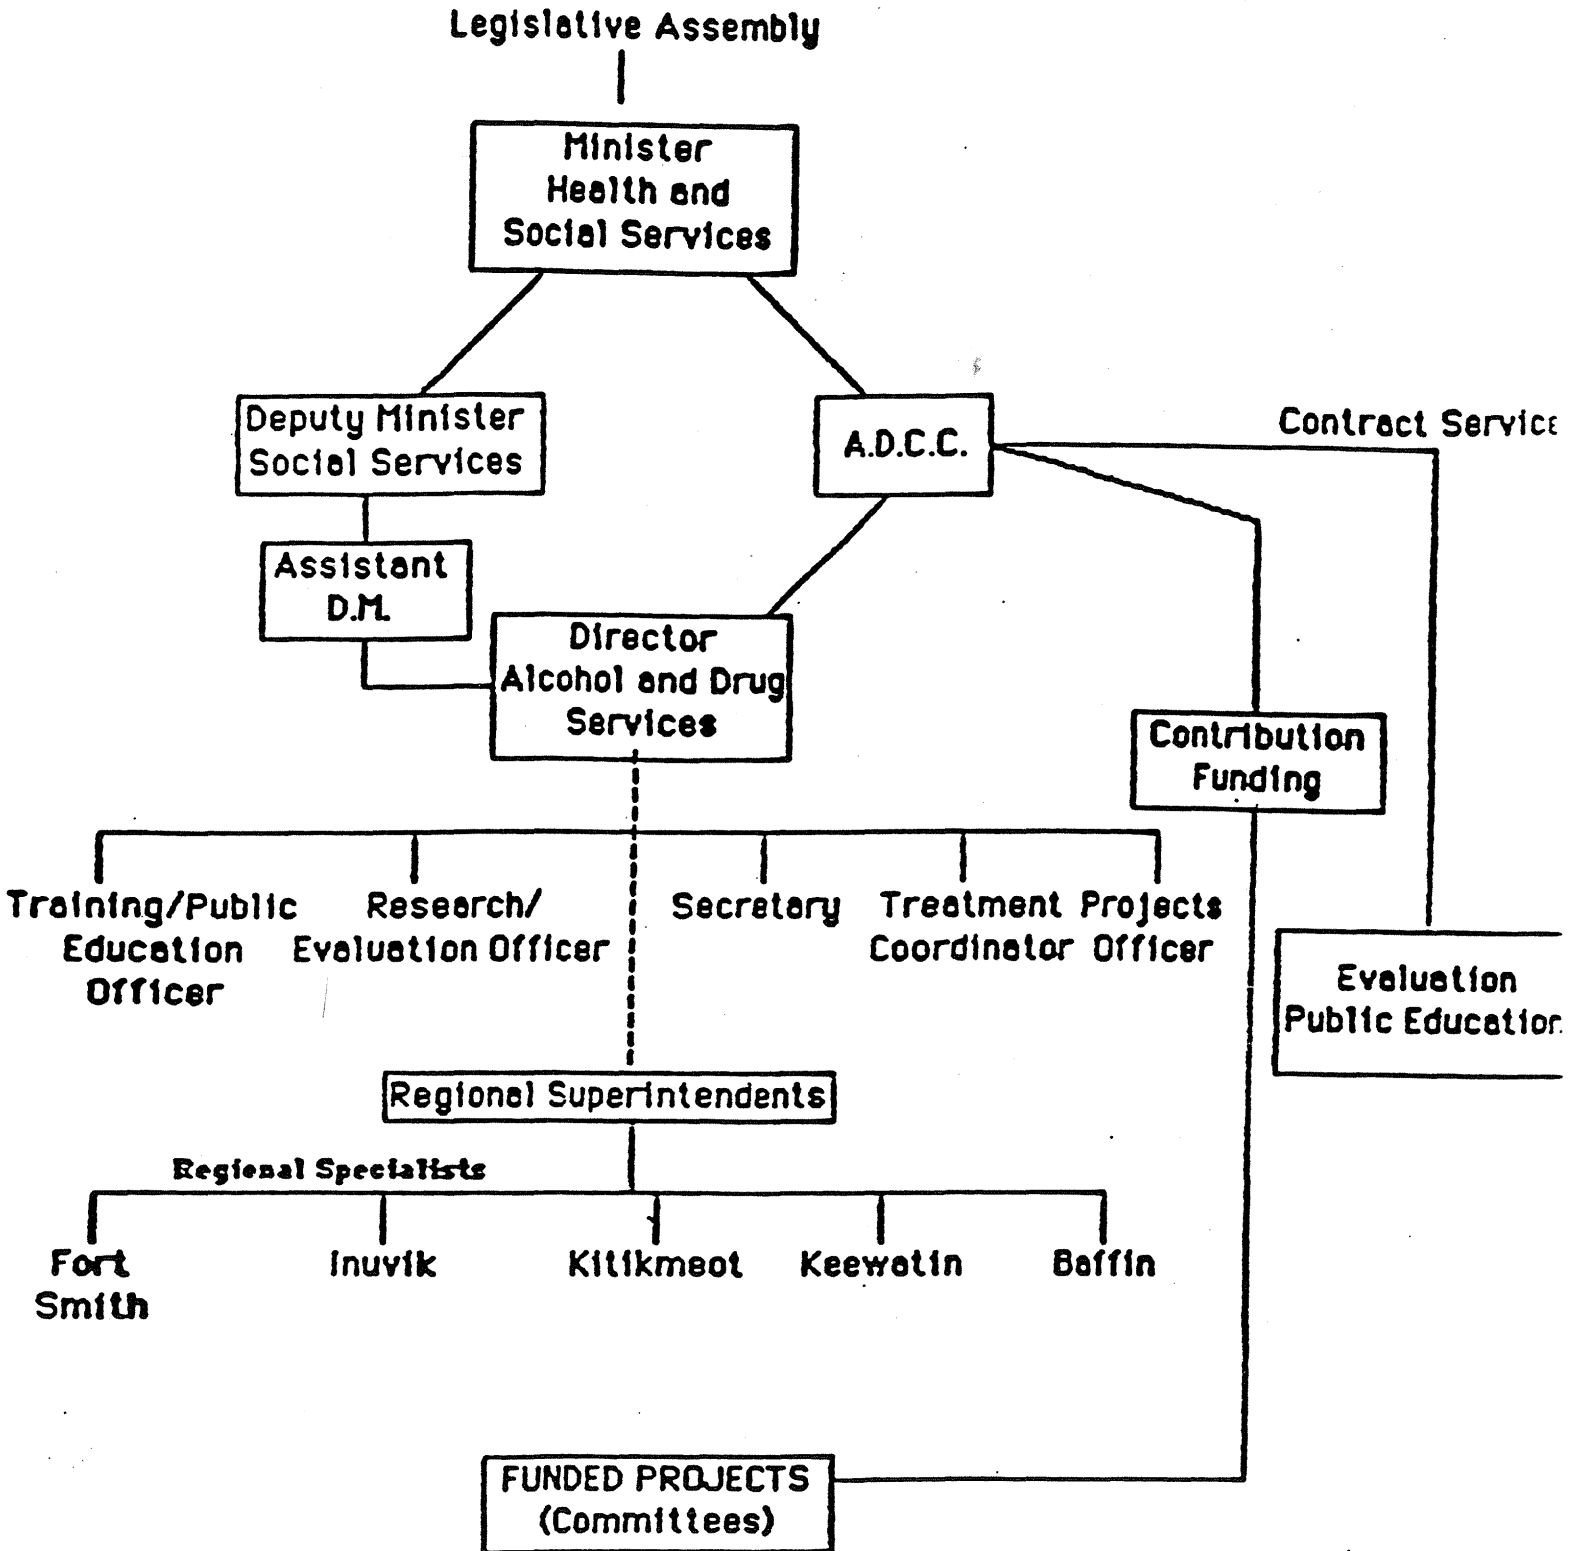 Legislative Assembly
Minister
Health and
Social Services
Deputy Minister
Social Services
A.D.C.C.
Contract Service
Assistant
D.M.
Director
Alcohol and Drug
Services
Contribution
Funding
Training/Public
Education
Officer
Research/
Evaluation Officer
Secretary
Treatment
Coordinator
Projects
Officer
Evaluation
Public Education
Regional Superintendents
Regional Specialists
Fort
Smith
Inuvik
Kitikmeot
Keewatin
Baffin
FUNDED PROJECTS
(Committees)